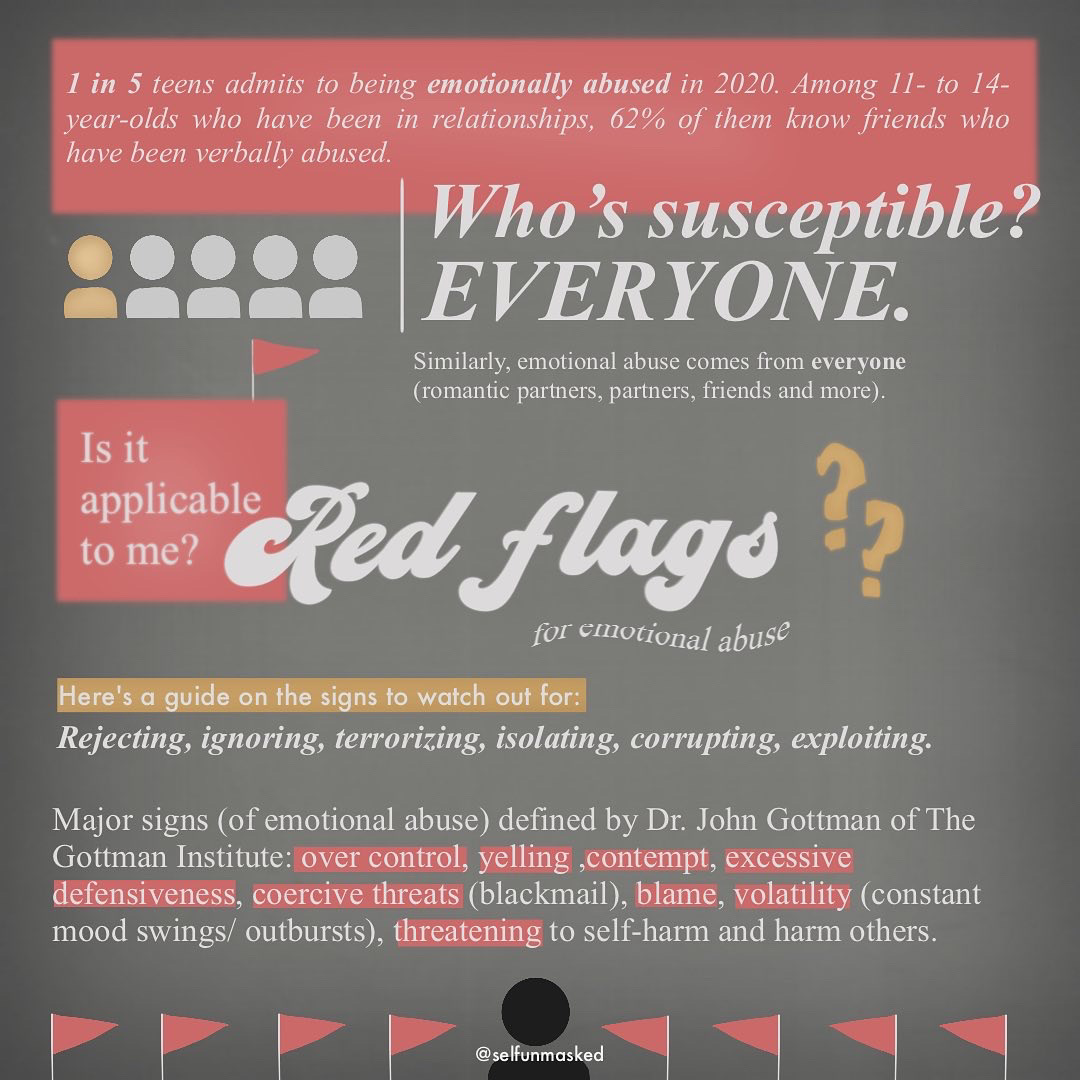 1 in 5 teens admits to being emotionally abused in 2020. Among 11- to 14-
year-olds who have been in relationships, 62% of them know friends who
have been verbally abused.
Who's susceptible?
EVERYONE.
Similarly, emotional abuse comes from everyone
(romantic partners, partners, friends and more).
Is it
applicable
to me?
Red flags
??
for emotional abuse
Here's a guide on the signs to watch out for:
Rejecting, ignoring, terrorizing, isolating, corrupting, exploiting.
Major signs (of emotional abuse) defined by Dr. John Gottman of The
Gottman Institute: over control, yelling ,contempt, excessive
defensiveness, coercive threats (blackmail), blame, volatility (constant
mood swings/ outbursts), threatening to self-harm and harm others.
@selfunmasked